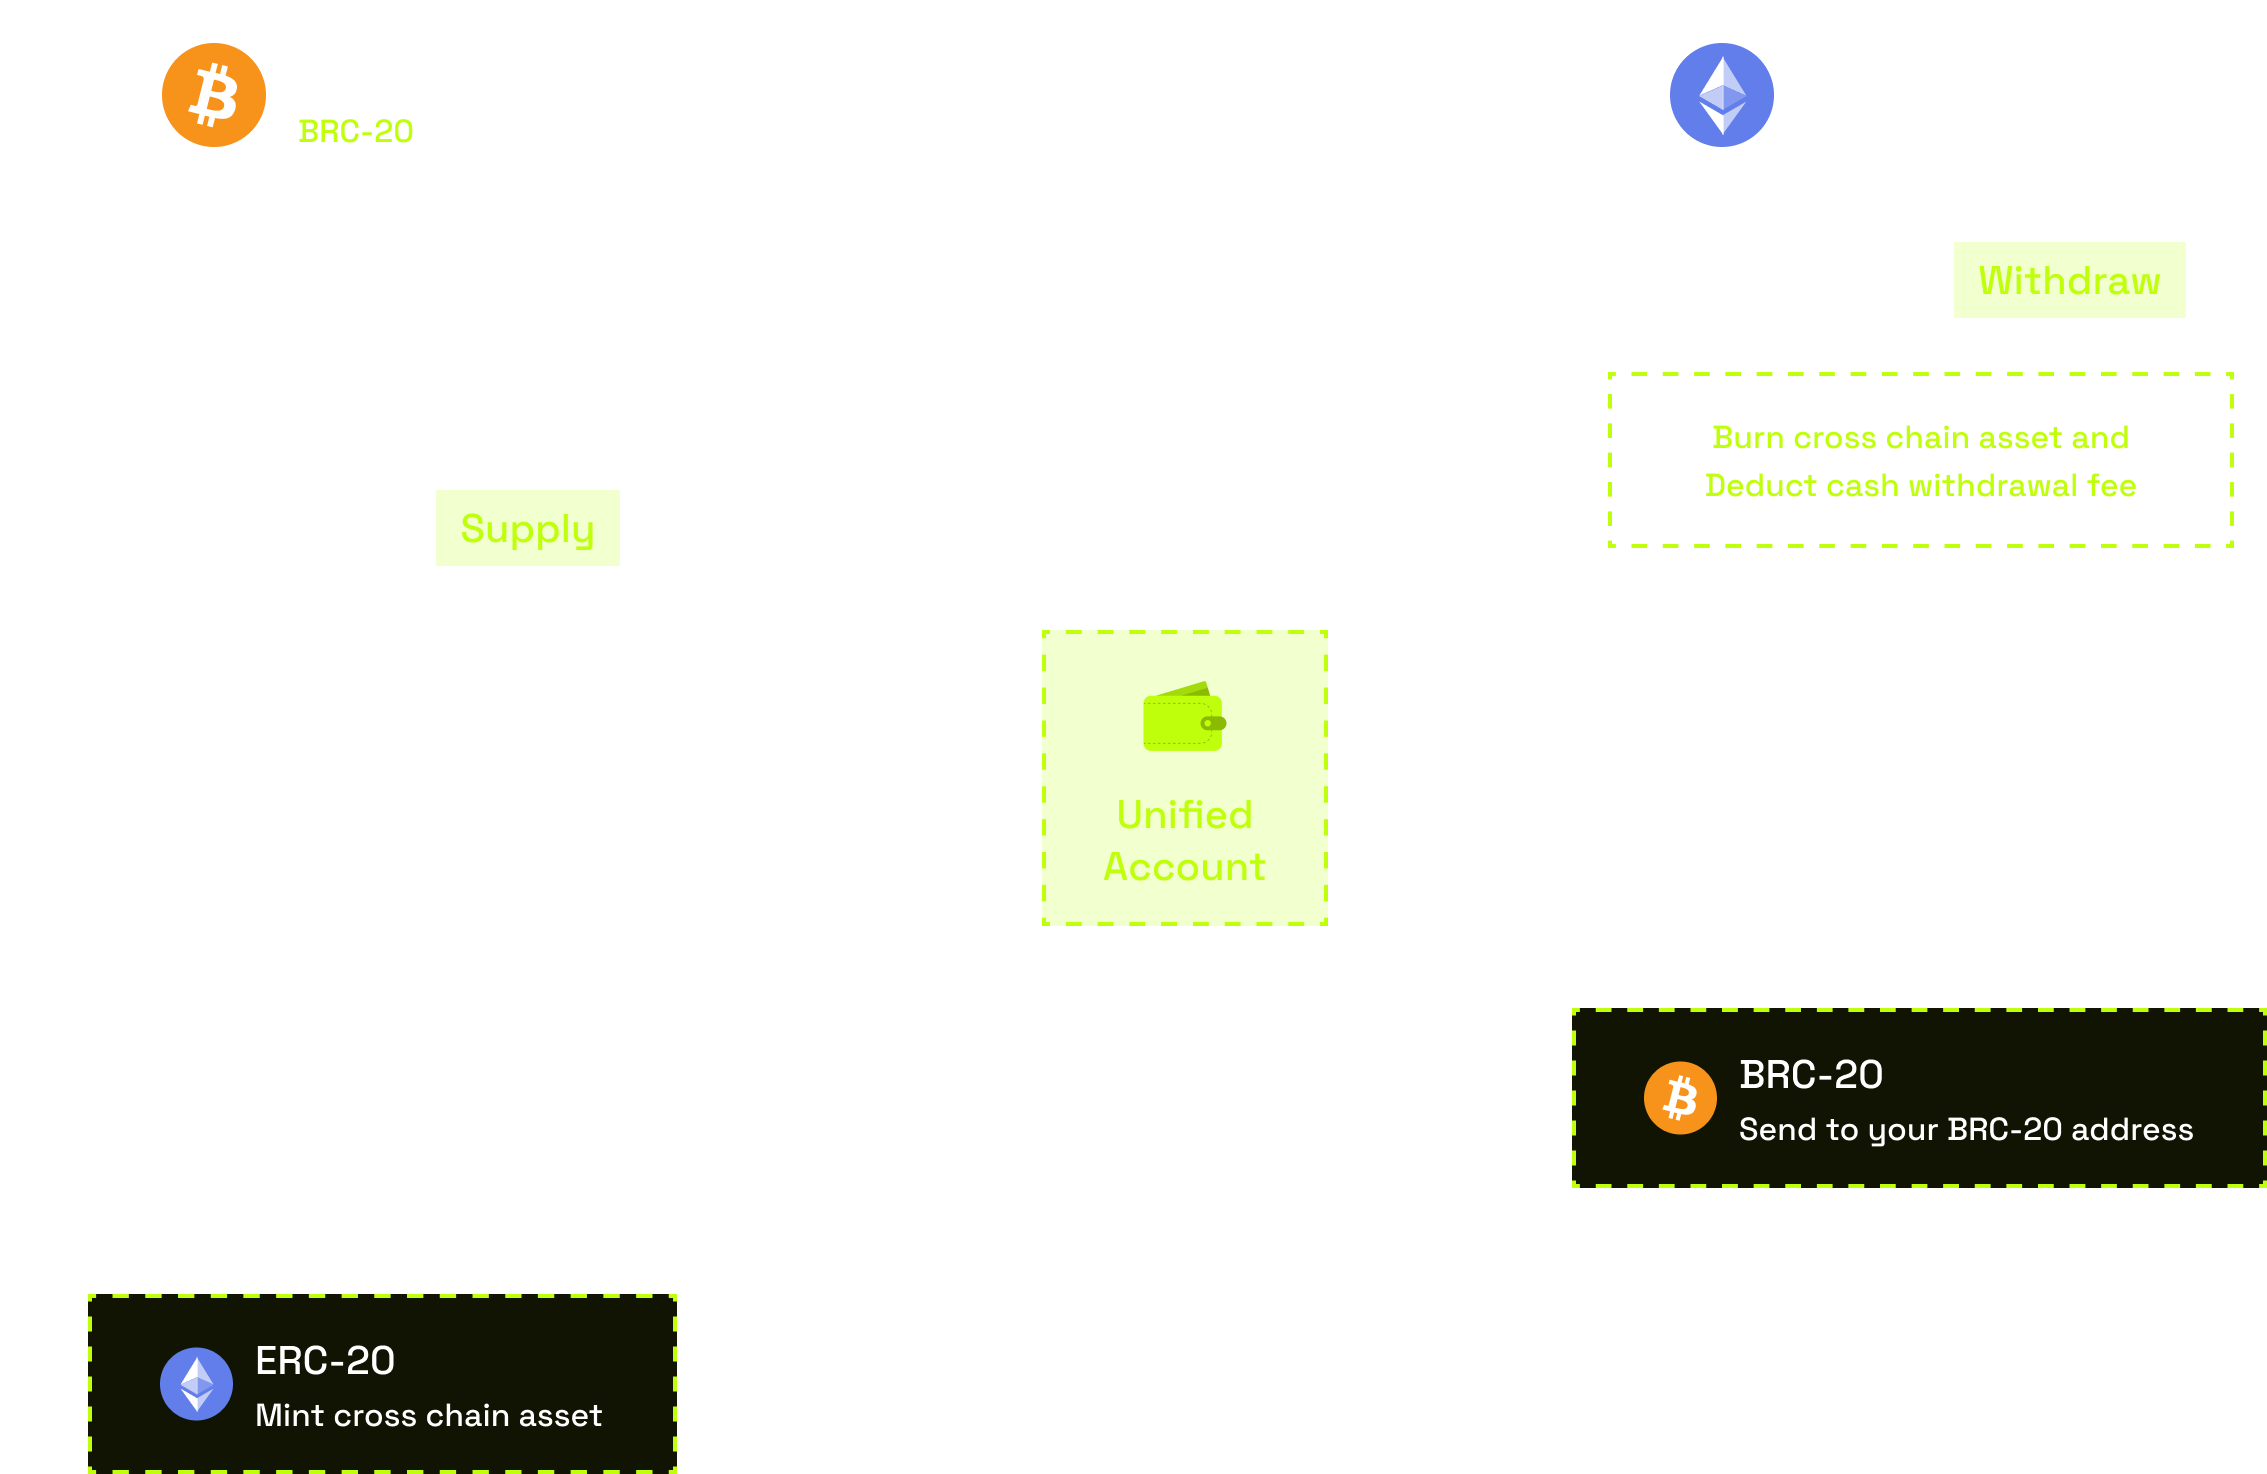 BRC-20
Withdraw
Burn cross chain asset and
Deduct cash withdrawal fee
Supply
Unified
Account
BRC-20
Send to your BRC-20 address
ERC-20
Mint cross chain asset